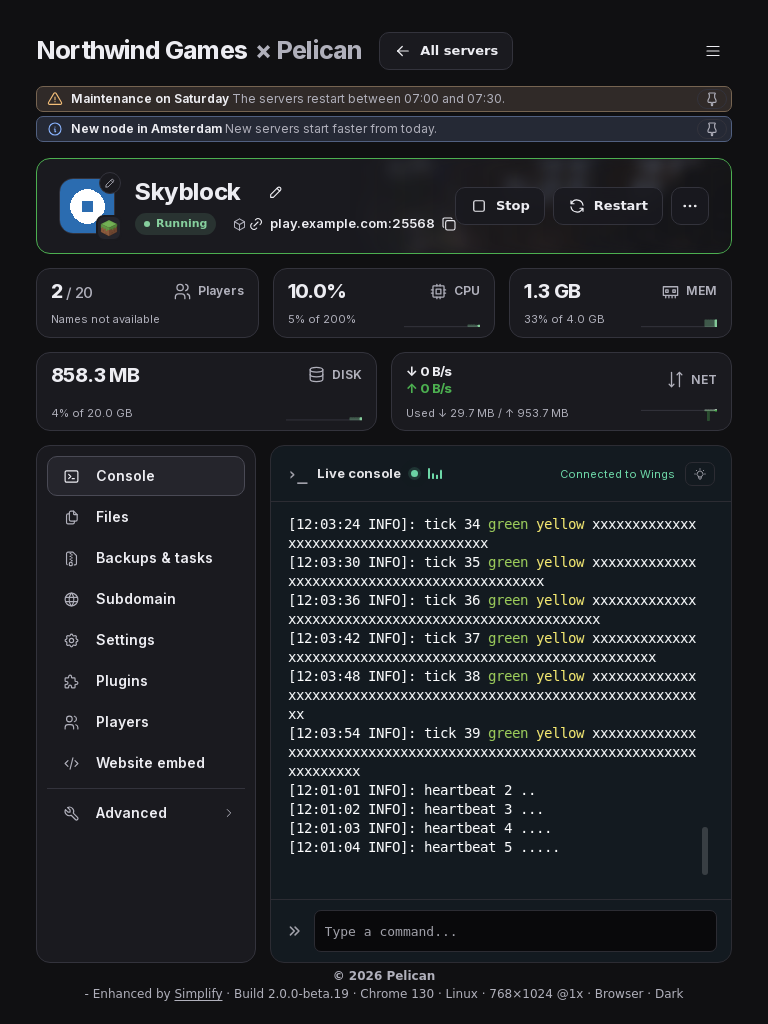 Northwind Games × Pelican
All servers
Maintenance on Saturday The servers restart between 07:00 and 07:30.
New node in Amsterdam New servers start faster from today.
Skyblock
Running
play.example.com:25568
Stop
Restart
2 / 20
Players
Names not available
10.0%
CPU
5% of 200%
1.3 GB
MEM
33% of 4.0 GB
858.3 MB
DISK
4% of 20.0 GB
↓ 0 B/s
↑ 0 B/s
NET
Used ↓ 29.7 MB / ↑ 953.7 MB
Console
Files
Backups & tasks
Subdomain
Settings
Plugins
Players
Website embed
Advanced
Live console
Connected to Wings
[12:03:24 INFO]: tick 34 green yellow xxxxxxxxxxxxx
xxxxxxxxxxxxxxxxxxxxxxxxx
[12:03:30 INFO]: tick 35 green yellow xxxxxxxxxxxxx
xxxxxxxxxxxxxxxxxxxxxxxxxxxxxxxx
[12:03:36 INFO]: tick 36 green yellow xxxxxxxxxxxxx
xxxxxxxxxxxxxxxxxxxxxxxxxxxxxxxxxxxxxxx
[12:03:42 INFO]: tick 37 green yellow xxxxxxxxxxxxx
xxxxxxxxxxxxxxxxxxxxxxxxxxxxxxxxxxxxxxxxxxxxxx
[12:03:48 INFO]: tick 38 green yellow xxxxxxxxxxxxx
xxxxxxxxxxxxxxxxxxxxxxxxxxxxxxxxxxxxxxxxxxxxxxxxxxx
xx
[12:03:54 INFO]: tick 39 green yellow xxxxxxxxxxxxx
xxxxxxxxxxxxxxxxxxxxxxxxxxxxxxxxxxxxxxxxxxxxxxxxxxx
xxxxxxxxx
[12:01:01 INFO]: heartbeat 2 ..
[12:01:02 INFO]: heartbeat 3 ...
[12:01:03 INFO]: heartbeat 4 ....
[12:01:04 INFO]: heartbeat 5 .....
Type a command...
© 2026 Pelican
- Enhanced by Simplify · Build 2.0.0-beta.19 · Chrome 130 · Linux · 768×1024 @1x · Browser · Dark